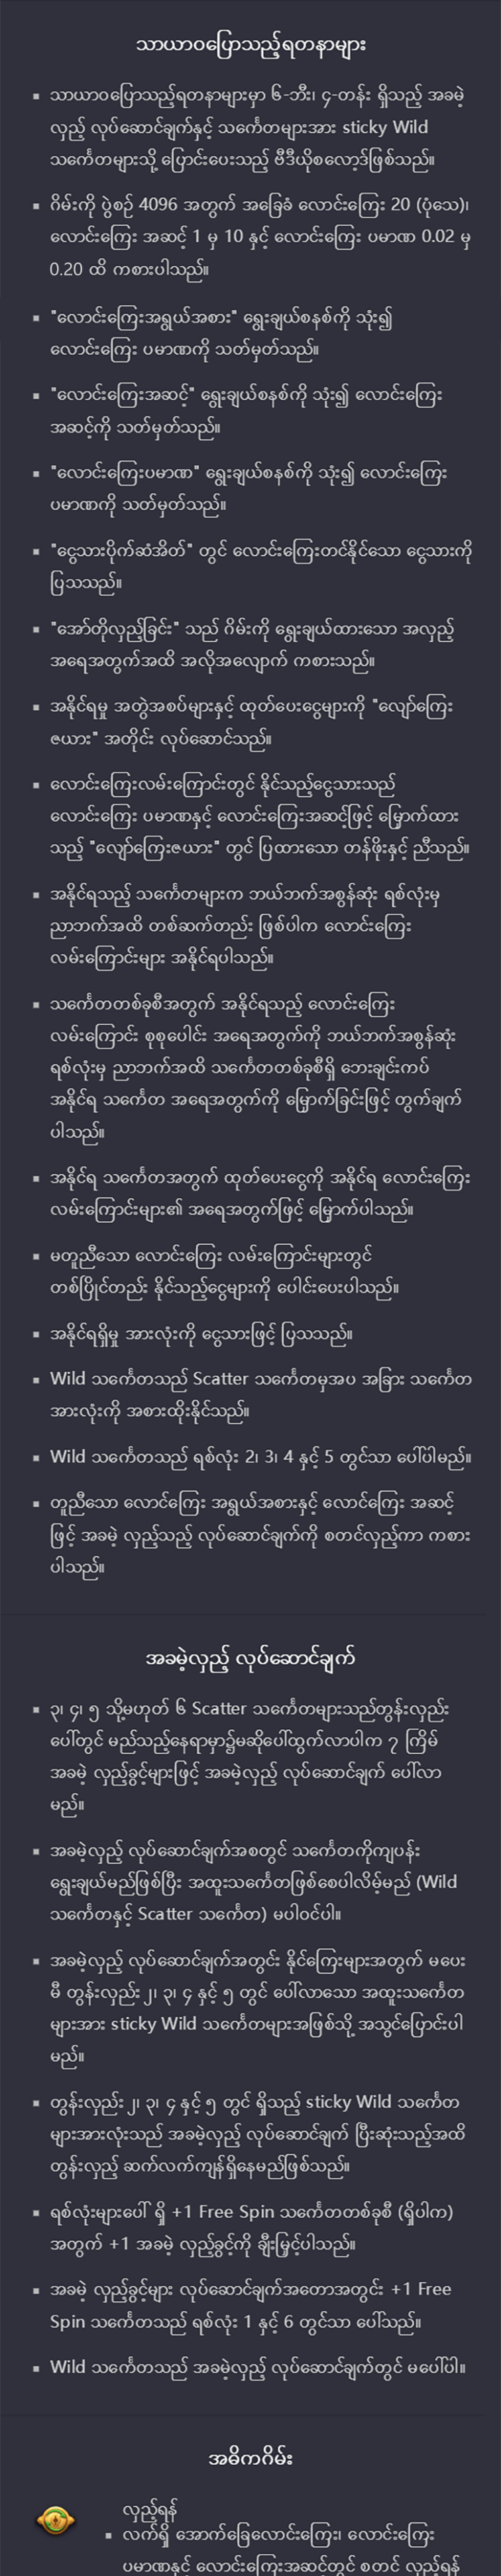 သာယာဝပြောသည့်ရတနာများ
▪ သာယာဝပြောသည့်ရတနာများမှာ ၆-ဘီး၊ ၄-တန်း ရှိသည့် အခမဲ့
လှည့် လုပ်ဆောင်ချက်နှင့် သင်္ကေတများအား sticky Wild
သင်္ကေတများသို့ ပြောင်းပေးသည့် ဗီဒီယိုစလော့ဒ်ဖြစ်သည်။
▪ ဂိမ်းကို ပွဲစဉ် 4096 အတွက် အခြေခံ လောင်းကြေး 20 (ပုံသေ)၊
လောင်းကြေး အဆင့် 1 မှ 10 နှင့် လောင်းကြေး ပမာဏ 0.02 မှ
0.20 ထိ ကစားပါသည်။
▪ "လောင်းကြေးအရွယ်အစား" ရွေးချယ်စနစ်ကို သုံး၍
လောင်းကြေး ပမာဏကို သတ်မှတ်သည်။
▪ "လောင်းကြေးအဆင့်" ရွေးချယ်စနစ်ကို သုံး၍ လောင်းကြေး
အဆင့်ကို သတ်မှတ်သည်။
▪ "လောင်းကြေးပမာဏ" ရွေးချယ်စနစ်ကို သုံး၍ လောင်းကြေး
ပမာဏကို သတ်မှတ်သည်။
▪ "ငွေသားပိုက်ဆံအိတ်" တွင် လောင်းကြေးတင်နိုင်သော ငွေသားကို
ပြသသည်။
▪ "အော်တိုလှည့်ခြင်း" သည် ဂိမ်းကို ရွေးချယ်ထားသော အလှည့်
အရေအတွက်အထိ အလိုအလျောက် ကစားသည်။
▪ အနိုင်ရမှု အတွဲအစပ်များနှင့် ထုတ်ပေးငွေများကို "လျော်ကြေး
ဇယား" အတိုင်း လုပ်ဆောင်သည်။
▪ လောင်းကြေးလမ်းကြောင်းတွင် နိုင်သည့်ငွေသားသည်
လောင်းကြေး ပမာဏနှင့် လောင်းကြေးအဆင့်ဖြင့် မြှောက်ထား
သည့် "လျော်ကြေးဇယား" တွင် ပြထားသော တန်ဖိုးနှင့် ညီသည်။
▪ အနိုင်ရသည့် သင်္ကေတများက ဘယ်ဘက်အစွန်ဆုံး ရစ်လုံးမှ
ညာဘက်အထိ တစ်ဆက်တည်း ဖြစ်ပါက လောင်းကြေး
လမ်းကြောင်းများ အနိုင်ရပါသည်။
▪ သင်္ကေတတစ်ခုစီအတွက် အနိုင်ရသည့် လောင်းကြေး
လမ်းကြောင်း စုစုပေါင်း အရေအတွက်ကို ဘယ်ဘက်အစွန်ဆုံး
ရစ်လုံးမှ ညာဘက်အထိ သင်္ကေတတစ်ခုစီရှိ ဘေးချင်းကပ်
အနိုင်ရ သင်္ကေတ အရေအတွက်ကို မြှောက်ခြင်းဖြင့် တွက်ချက်
ပါသည်။
▪ အနိုင်ရ သင်္ကေတအတွက် ထုတ်ပေးငွေကို အနိုင်ရ လောင်းကြေး
လမ်းကြောင်းများ၏ အရေအတွက်ဖြင့် မြှောက်ပါသည်။
▪ မတူညီသော လောင်းကြေး လမ်းကြောင်းများတွင်
တစ်ပြိုင်တည်း နိုင်သည့်ငွေများကို ပေါင်းပေးပါသည်။
▪ အနိုင်ရရှိမှု အားလုံးကို ငွေသားဖြင့် ပြသသည်။
▪ Wild သင်္ကေတသည် Scatter သင်္ကေတမှအပ အခြား သင်္ကေတ
အားလုံးကို အစားထိုးနိုင်သည်။
▪ Wild သင်္ကေတသည် ရစ်လုံး 2၊ 3၊ 4 နှင့် 5 တွင်သာ ပေါ်ပါမည်။
▪ တူညီသော လောင်ကြေး အရွယ်အစားနှင့် လောင်ကြေး အဆင့်
ဖြင့် အခမဲ့ လှည့်သည့် လုပ်ဆောင်ချက်ကို စတင်လှည့်ကာ ကစား
ပါသည်။
အခမဲ့လှည့် လုပ်ဆောင်ချက်
▪ ၃၊ ၄၊ ၅ သို့မဟုတ် ၆ Scatter သင်္ကေတများသည်တွန်းလှည်း
ပေါ်တွင် မည်သည့်နေရာမှာ၌မဆိုပေါ်ထွက်လာပါက ၇ ကြိမ်
အခမဲ့ လှည့်ခွင့်များဖြင့် အခမဲ့လှည့် လုပ်ဆောင်ချက် ပေါ်လာ
မည်။
▪ အခမဲ့လှည့် လုပ်ဆောင်ချက်အစတွင် သင်္ကေတကိုကျပန်း
ရွေးချယ်မည်ဖြစ်ပြီး အထူးသင်္ကေတဖြစ်စေပါလိမ့်မည် (Wild
သင်္ကေတနှင့် Scatter သင်္ကေတ) မပါဝင်ပါ။
▪ အခမဲ့လှည့် လုပ်ဆောင်ချက်အတွင်း နိုင်ကြေးများအတွက် မပေး
မီ တွန်းလှည်း ၂၊ ၃၊ ၄ နှင့် ၅ တွင် ပေါ်လာသော အထူးသင်္ကေတ
များအား sticky Wild သင်္ကေတများအဖြစ်သို့ အသွင်ပြောင်းပါ
မည်။
▪ တွန်းလှည်း ၂၊ ၃၊ ၄ နှင့် ၅ တွင် ရှိသည့် sticky Wild သင်္ကေတ
များအားလုံးသည် အခမဲ့လှည့် လုပ်ဆောင်ချက် ပြီးဆုံးသည့်အထိ
တွန်းလှည့် ဆက်လက်ကျန်ရှိနေမည်ဖြစ်သည်။
▪ ရစ်လုံးများပေါ် ရှိ +1 Free Spin သင်္ကေတတစ်ခုစီ (ရှိပါက)
အတွက် +1 အခမဲ့ လှည့်ခွင့်ကို ချီးမြှင့်ပါသည်။
▪ အခမဲ့ လှည့်ခွင့်များ လုပ်ဆောင်ချက်အတောအတွင်း +1 Free
Spin သင်္ကေတသည် ရစ်လုံး 1 နှင့် 6 တွင်သာ ပေါ်သည်။
▪ Wild သင်္ကေတသည် အခမဲ့လှည့် လုပ်ဆောင်ချက်တွင် မပေါ်ပါ။
အဓိကဂိမ်း
လှည့်ရန်
▪ လက်ရှိ အောက်ခြေလောင်းကြေး၊ လောင်းကြေး
ပမာဏနှင့် လောင်းကြေးအဆင့်တွင် စတင် လှည့်ရန်